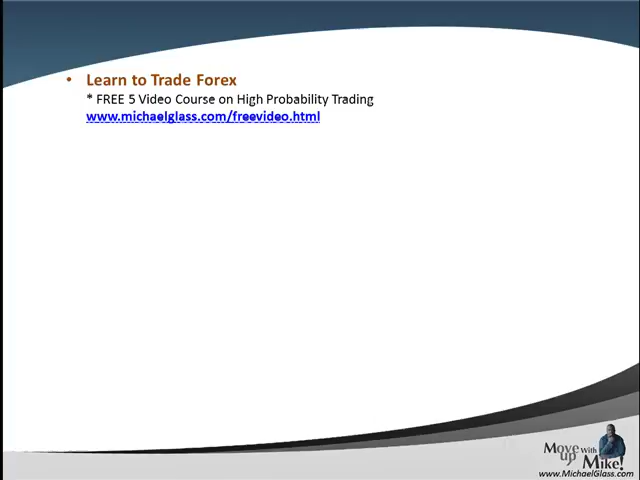 • Learn to Trade Forex
* FREE 5 Video Course on High Probability Trading
www.michaelglass.com/freevideo.html
Move up With Mike!
www.MichaelGlass.com